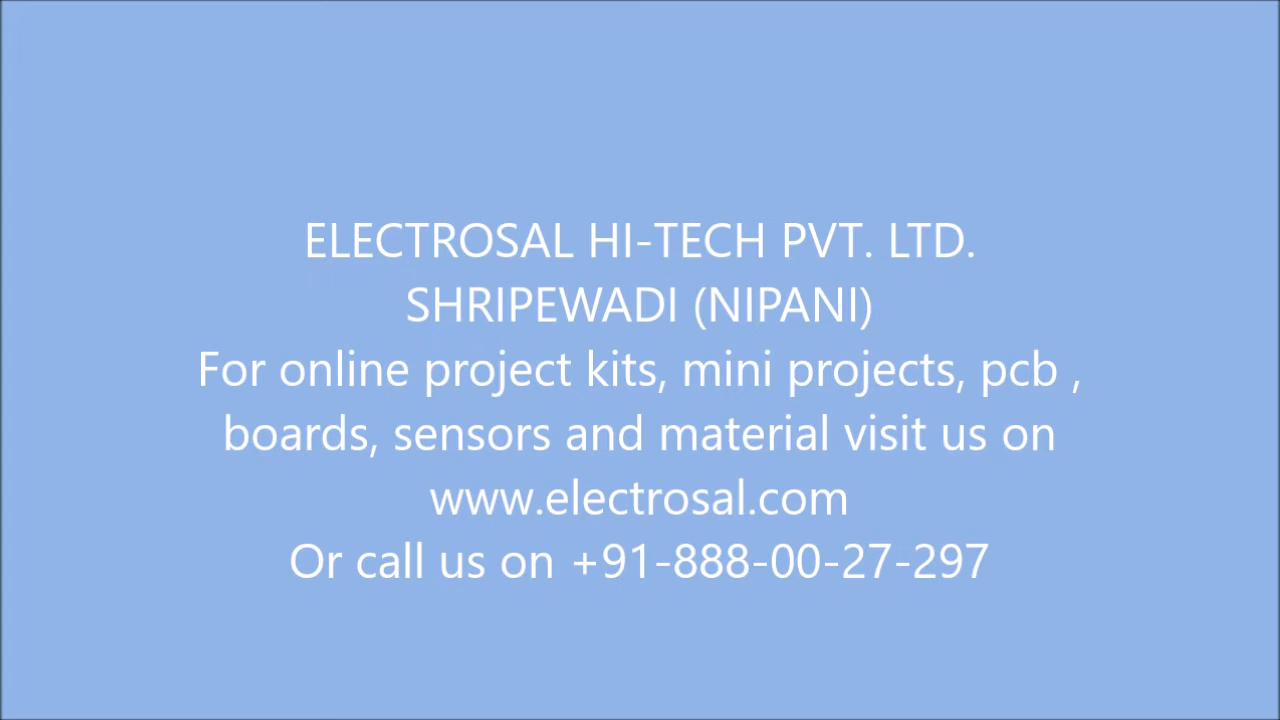 ELECTROSAL HI-TECH PVT. LTD.
SHRIPEWADI (NIPANI)
For online project kits, mini projects, pcb ,
boards, sensors and material visit us on
www.electrosal.com
Or call us on +91-888-00-27-297